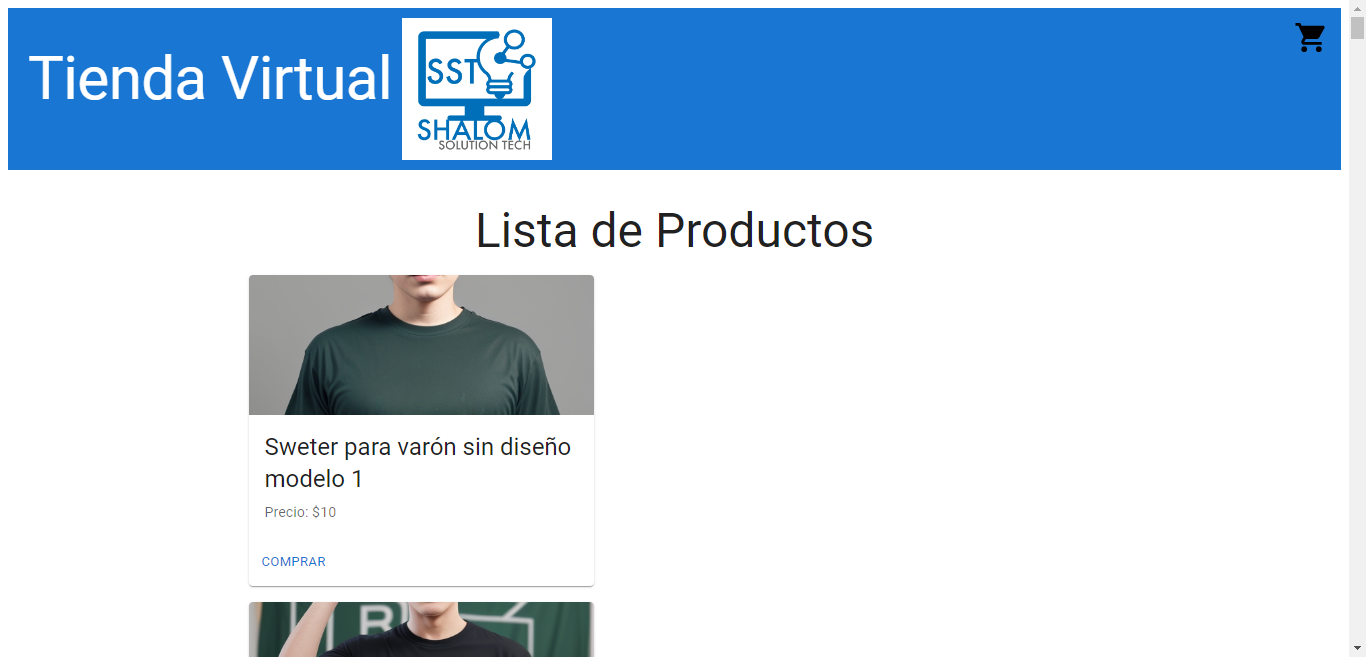 Tienda Virtual
SST
SHALOM
SOLUTION TECH
Lista de Productos
Sweter para varón sin diseño
modelo 1
Precio: $10
COMPRAR
R